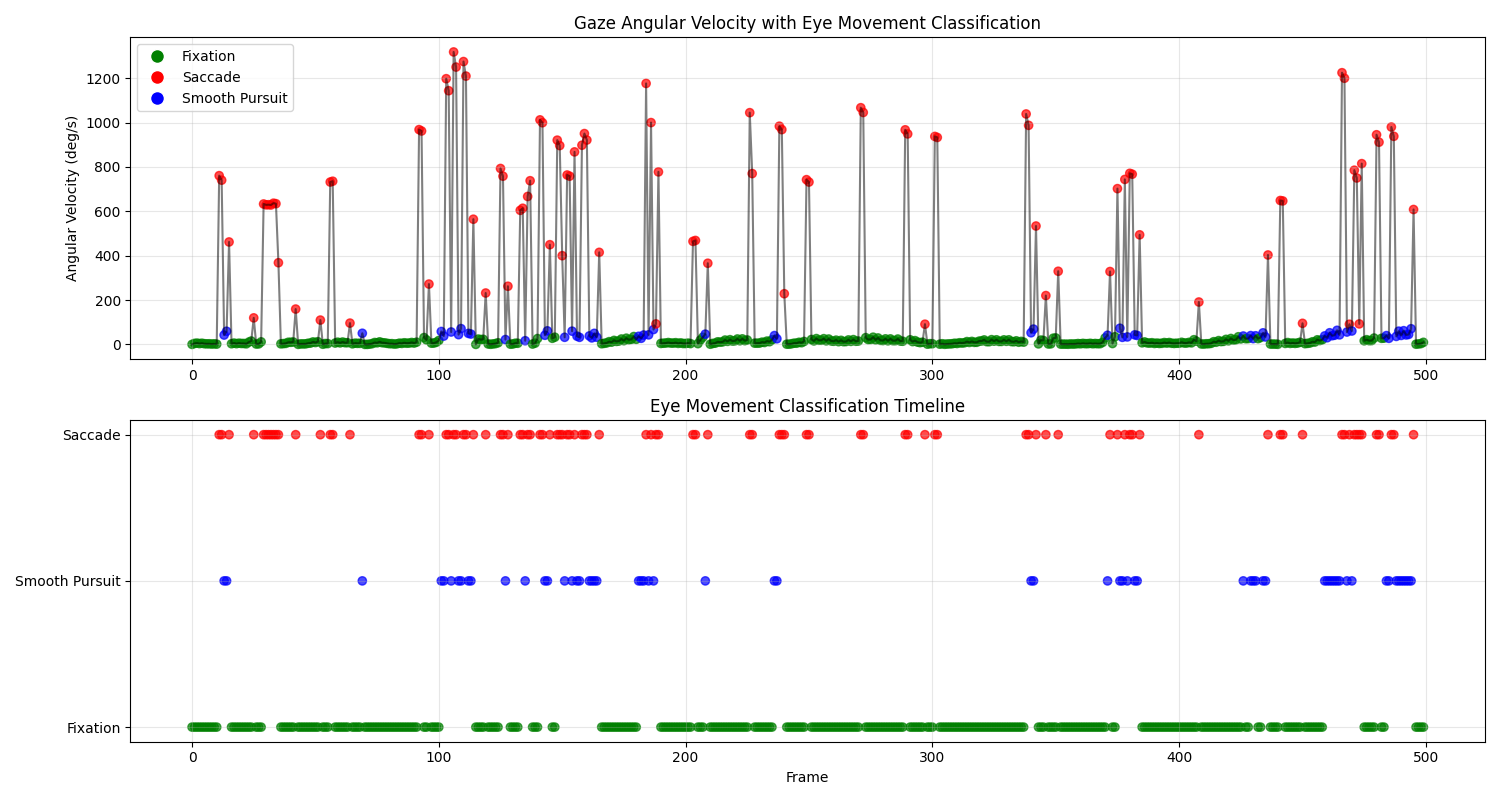 Gaze Angular Velocity with Eye Movement Classification
Fixation
Saccade
Smooth Pursuit
Angular Velocity (deg/s)
1200
1000
800
600
400
200
0
0 100 200 300 400 500
Eye Movement Classification Timeline
Saccade
Smooth Pursuit
Fixation
0 100 200 300 400 500
Frame